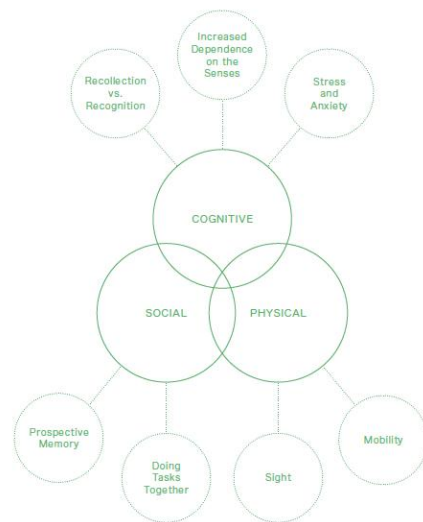 Increased
Dependence
on the
Senses
Recollection
vs.
Recognition
Stress
and
Anxiety
COGNITIVE
SOCIAL
PHYSICAL
Prospective
Memory
Doing
Tasks
Together
Sight
Mobility